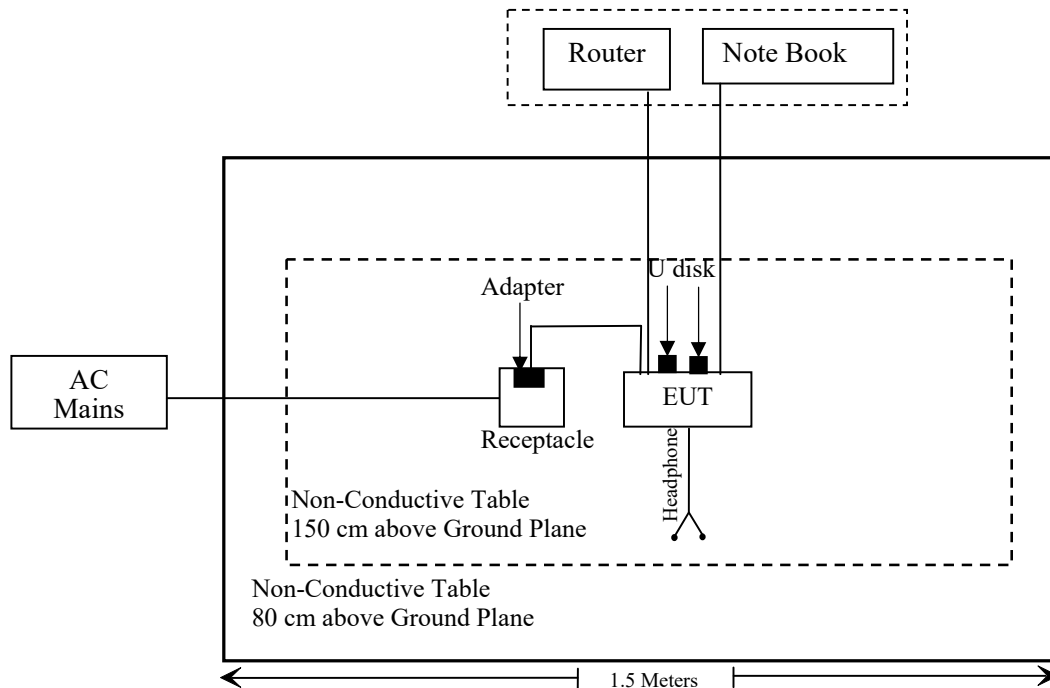 Router
Note Book
U disk
Adapter
AC
Mains
EUT
Receptacle
Headphone
Non-Conductive Table
150 cm above Ground Plane
Non-Conductive Table
80 cm above Ground Plane
1.5 Meters